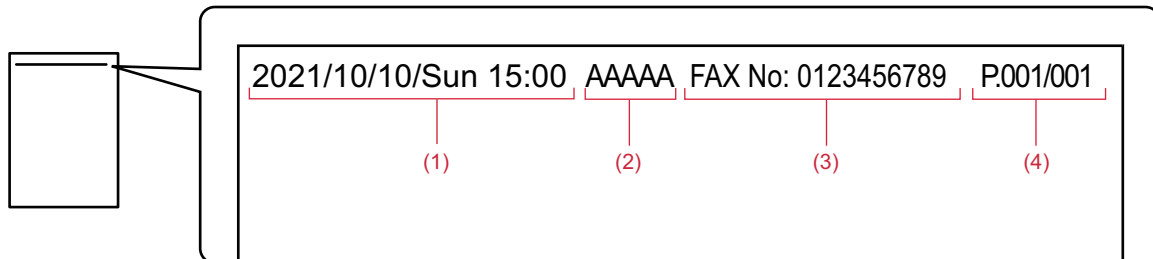 2021/10/10/Sun 15:00 AAAAA FAX No: 0123456789 P.001/001
(1) (2) (3) (4)